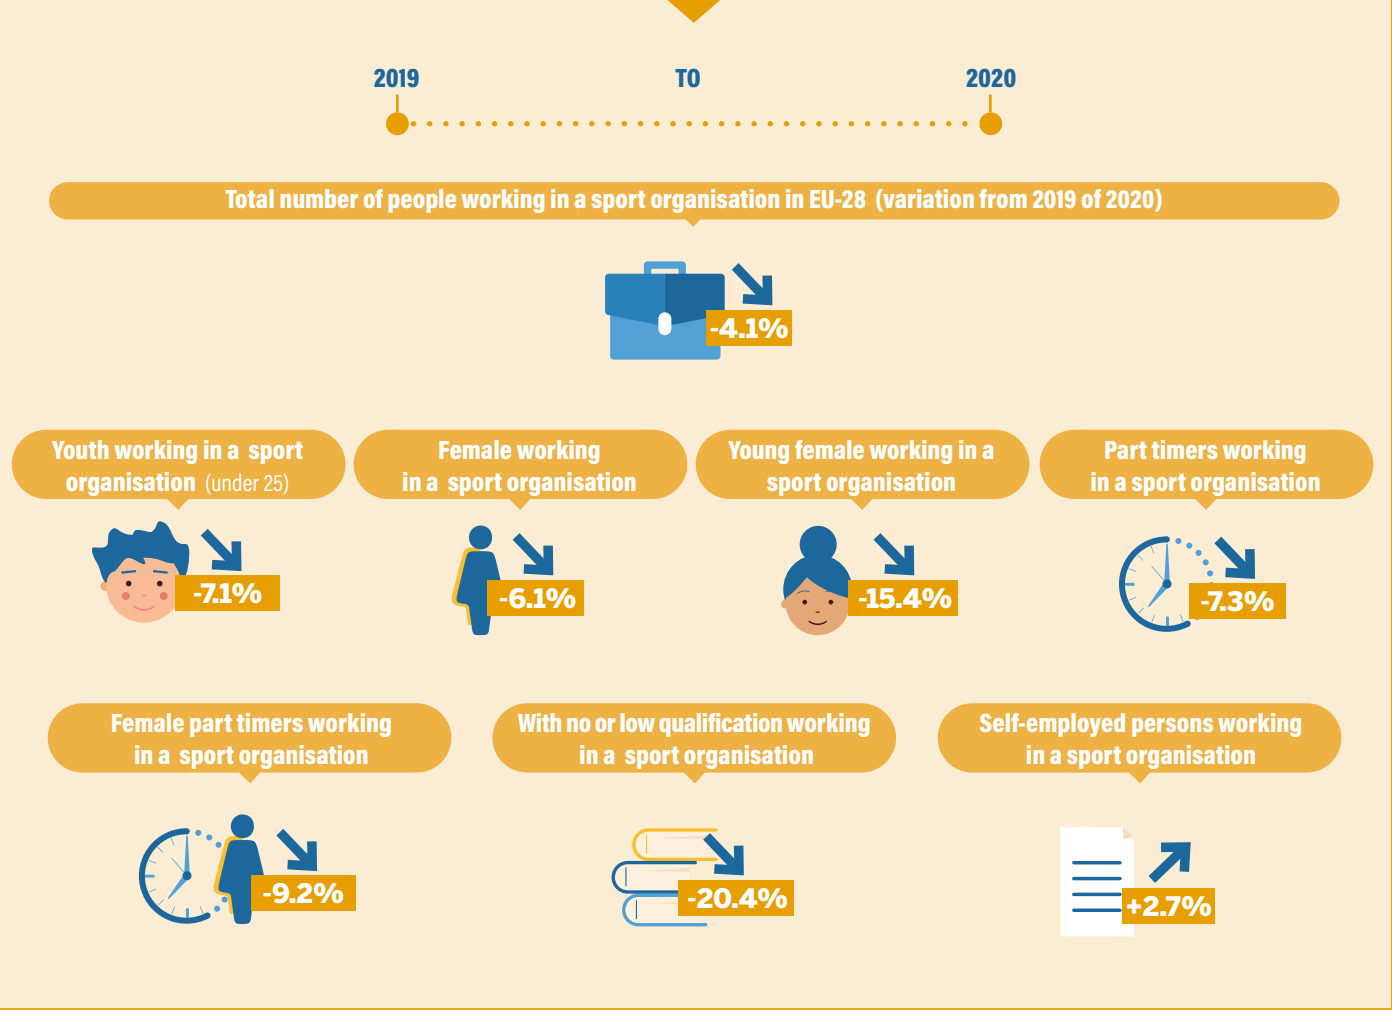 2019 TO 2020
Total number of people working in a sport organisation in EU-28 (variation from 2019 of 2020)
-4.1%
Youth working in a sport
organisation (under 25)
-7.1%
Female working
in a sport organisation
-6.1%
Young female working in a
sport organisation
-15.4%
Part timers working
in a sport organisation
-7.3%
Female part timers working
in a sport organisation
-9.2%
With no or low qualification working
in a sport organisation
-20.4%
Self-employed persons working
in a sport organisation
+2.7%